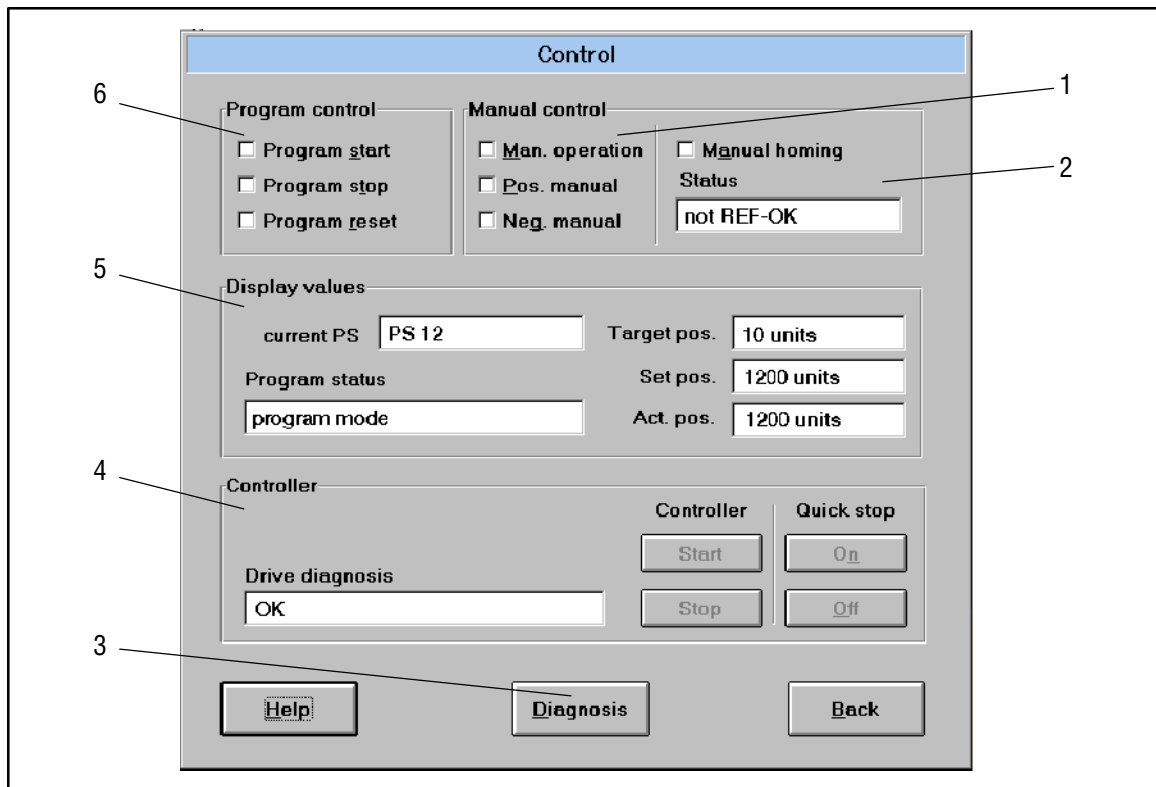 Control
6
1
Program control
Manual control
Program start
Man. operation
Manual homing
2
Program stop
Pos. manual
Status
Program reset
Neg. manual
not REF-OK
5
Display values
current PS
PS 12
Target pos.
10 units
Program status
Set pos.
1200 units
program mode
Act. pos.
1200 units
4
Controller
Controller
Quick stop
Start
On
Drive diagnosis
OK
Stop
Off
3
Help
Diagnosis
Back